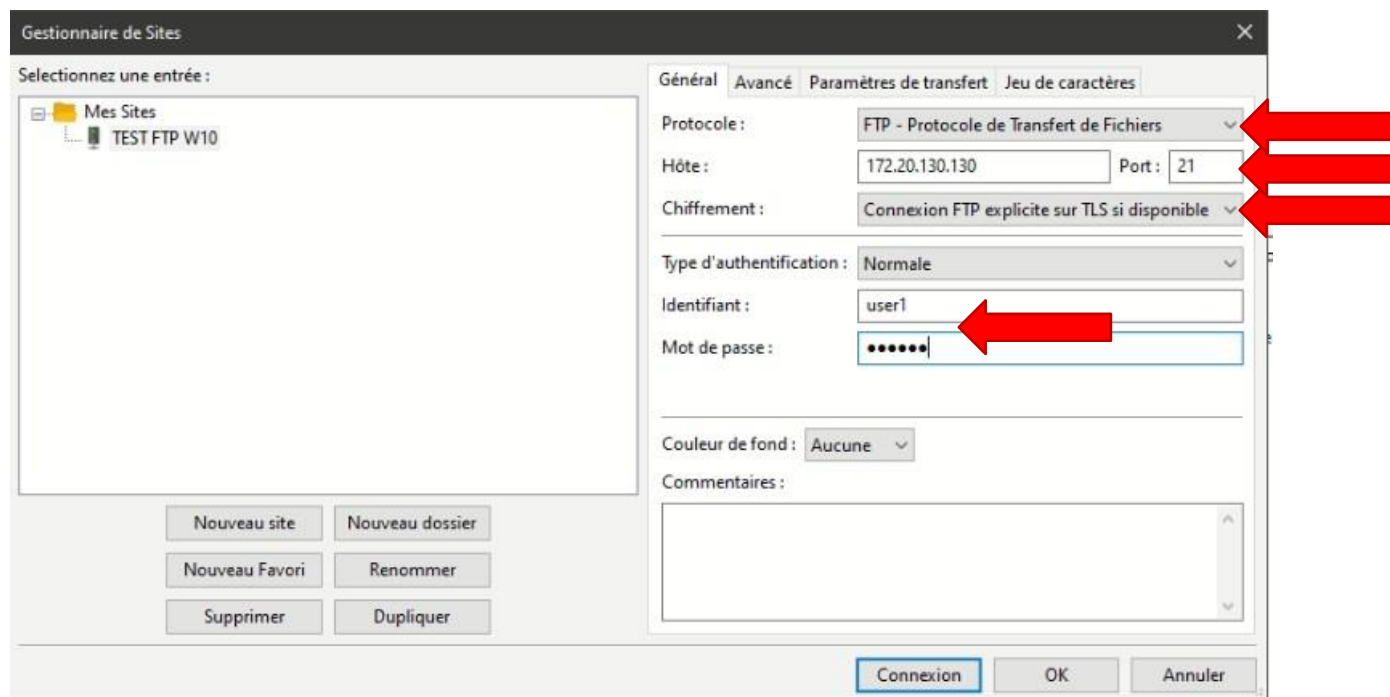 Gestionnaire de Sites
Selectionnez une entrée :
Mes Sites
TEST FTP W10
Nouveau site
Nouveau dossier
Nouveau Favori
Renommer
Supprimer
Dupliquer
Général
Avancé
Paramètres de transfert
Jeu de caractères
Protocole :
FTP - Protocole de Transfert de Fichiers
Hôte :
172.20.130.130
Port :
21
Chiffrement :
Connexion FTP explicite sur TLS si disponible
Type d'authentification :
Normale
Identifiant :
user1
Mot de passe :
••••••
Couleur de fond :
Aucune
Commentaires :
Connexion
OK
Annuler